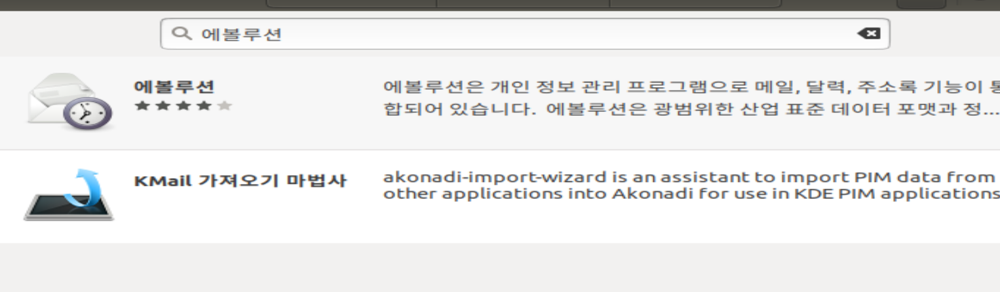 에볼루션
에볼루션
에볼루션은 개인 정보 관리 프로그램으로 메일, 달력, 주소록 기능이 통
합되어 있습니다. 에볼루션은 광범위한 산업 표준 데이터 포맷과 정...
KMail 가져오기 마법사
akonadi-import-wizard is an assistant to import PIM data from
other applications into Akonadi for use in KDE PIM applications